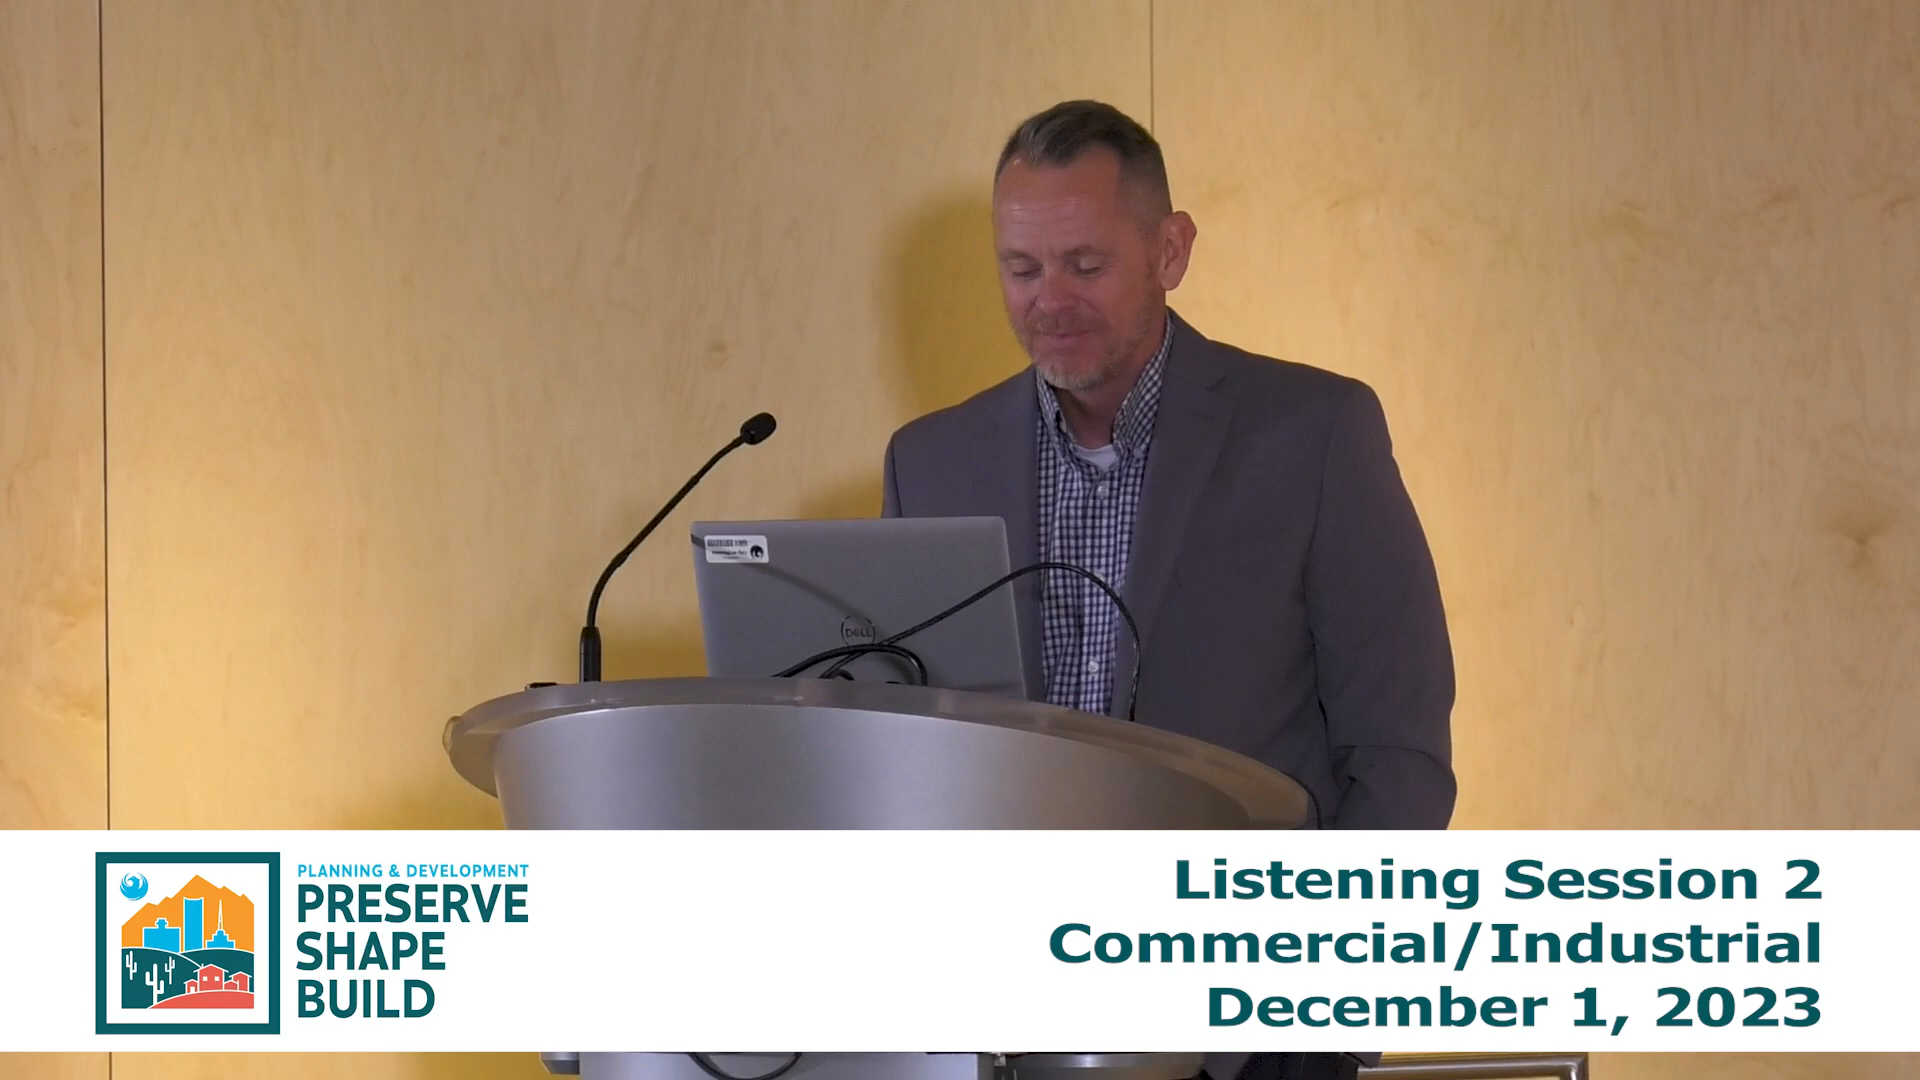 DELL
PLANNING & DEVELOPMENT
PRESERVE
SHAPE
BUILD
Listening Session 2
Commercial/Industrial
December 1, 2023